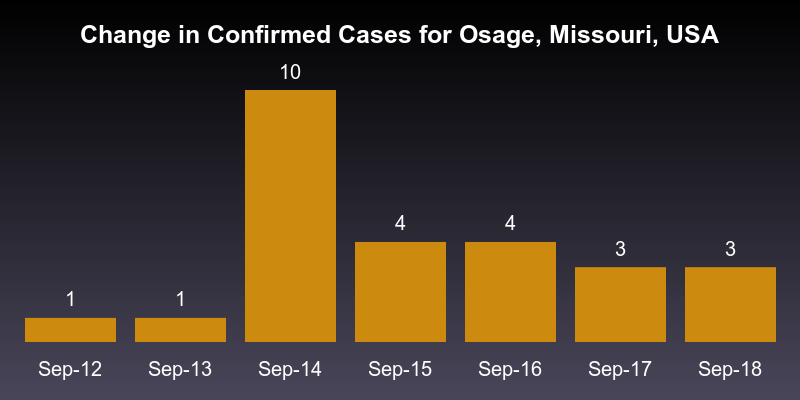 Change in Confirmed Cases for Osage, Missouri, USA
10
4 4
3 3
1 1
Sep-12 Sep-13 Sep-14 Sep-15 Sep-16 Sep-17 Sep-18